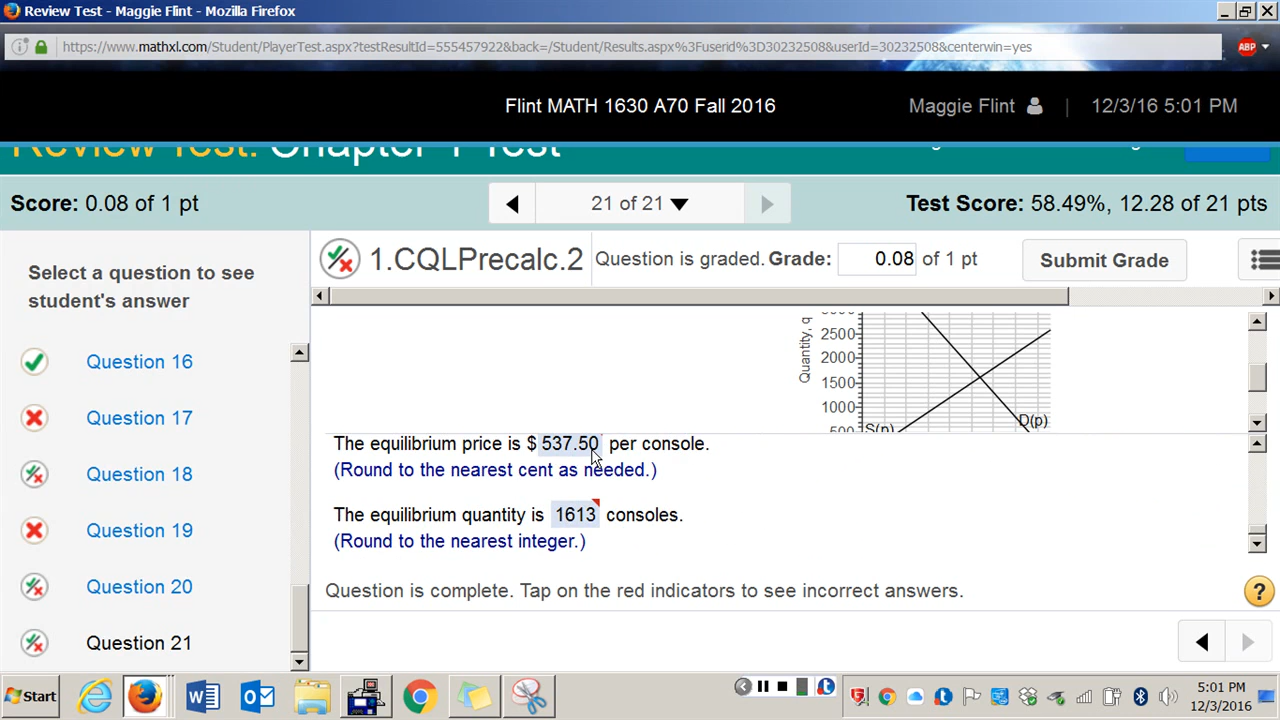 Review Test - Maggie Flint - Mozilla Firefox
https://www.mathxl.com/Student/PlayerTest.aspx?testResultId=555457922&back=/Student/Results.aspx%3Fuserid%3D30232508&userId=30232508&centerwin=yes
ABP
Flint MATH 1630 A70 Fall 2016
Maggie Flint | 12/3/16 5:01 PM
Review Test: Chapter 1 Test
Score: 0.08 of 1 pt
21 of 21
Test Score: 58.49%, 12.28 of 21 pts
Select a question to see
student's answer
Question 16
Question 17
Question 18
Question 19
Question 20
Question 21
1.CQLPrecalc.2
Question is graded. Grade: 0.08 of 1 pt
Submit Grade
Quantity, q
3000
2500
2000
1500
1000
500
S(p)
D(p)
The equilibrium price is $ 537.50 per console.
(Round to the nearest cent as needed.)
The equilibrium quantity is 1613 consoles.
(Round to the nearest integer.)
Question is complete. Tap on the red indicators to see incorrect answers.
?
Start
5:01 PM
12/3/2016